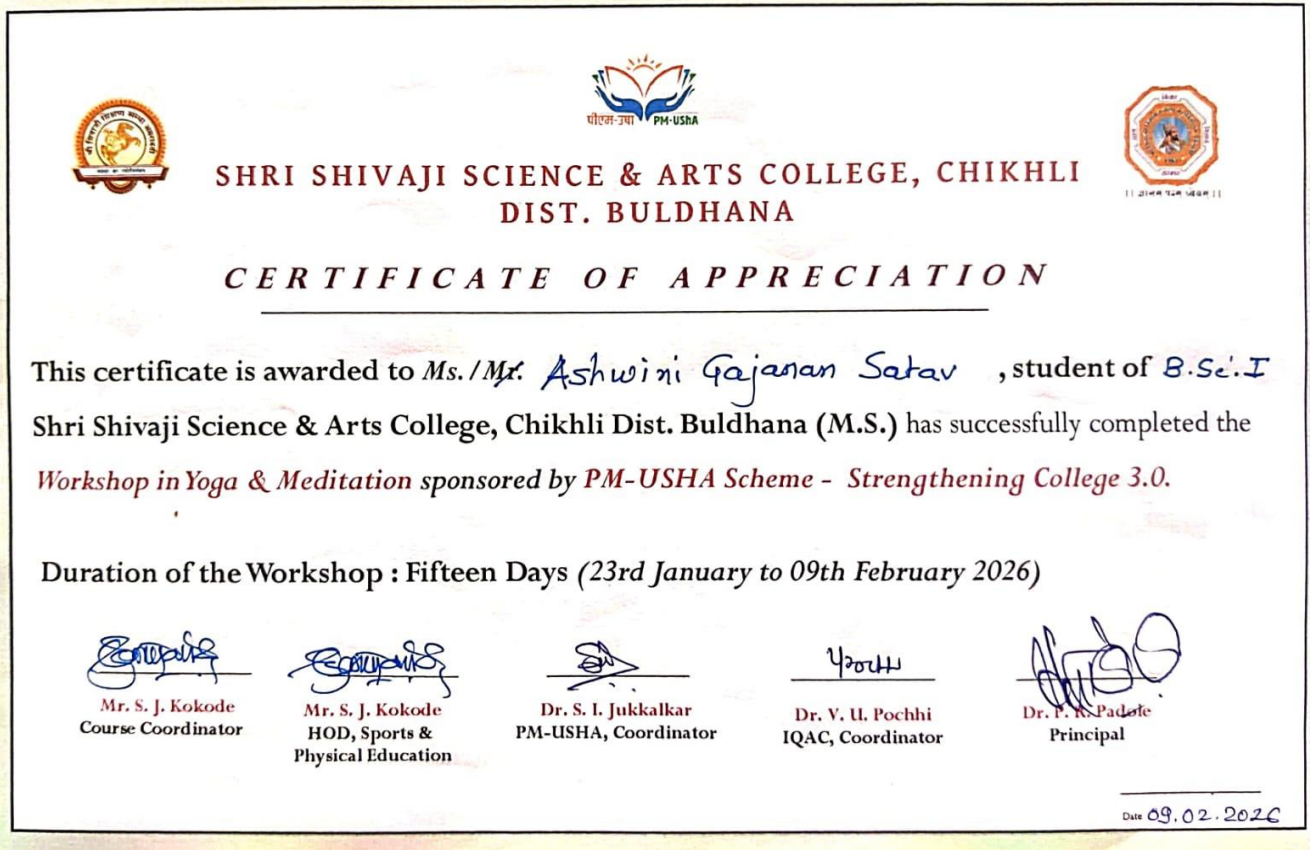 पीएम-उषा PM-USHA
SHRI SHIVAJI SCIENCE & ARTS COLLEGE, CHIKHLI
DIST. BULDHANA
CERTIFICATE OF APPRECIATION
This certificate is awarded to Ms./Mr. Ashwini Gajanan Satav , student of B.Sc.I
Shri Shivaji Science & Arts College, Chikhli Dist. Buldhana (M.S.) has successfully completed the
Workshop in Yoga & Meditation sponsored by PM-USHA Scheme - Strengthening College 3.0.
Duration of the Workshop : Fifteen Days (23rd January to 09th February 2026)
Mr. S. J. Kokode
Course Coordinator
Mr. S. J. Kokode
HOD, Sports &
Physical Education
Dr. S. I. Jukkalkar
PM-USHA, Coordinator
Dr. V. U. Pochhi
IQAC, Coordinator
Dr. P. R. Padole
Principal
Date 09.02.2026